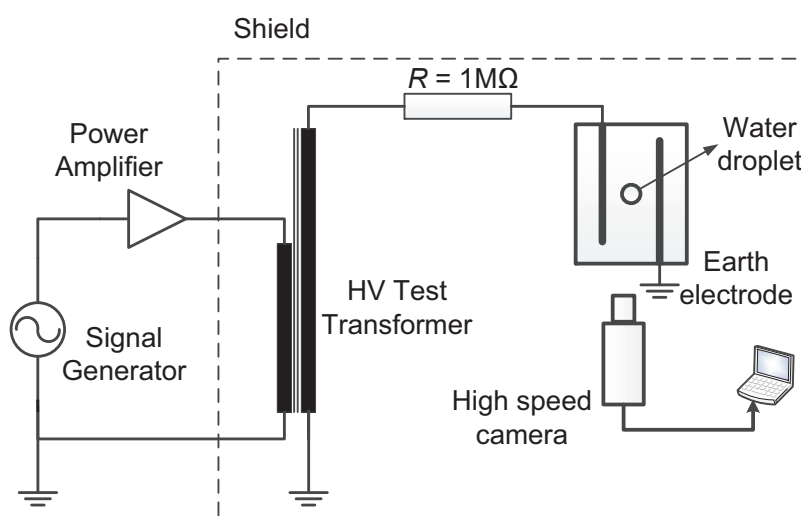 Shield
R = 1MΩ
Power
Amplifier
Water
droplet
Earth
electrode
HV Test
Transformer
Signal
Generator
High speed
camera